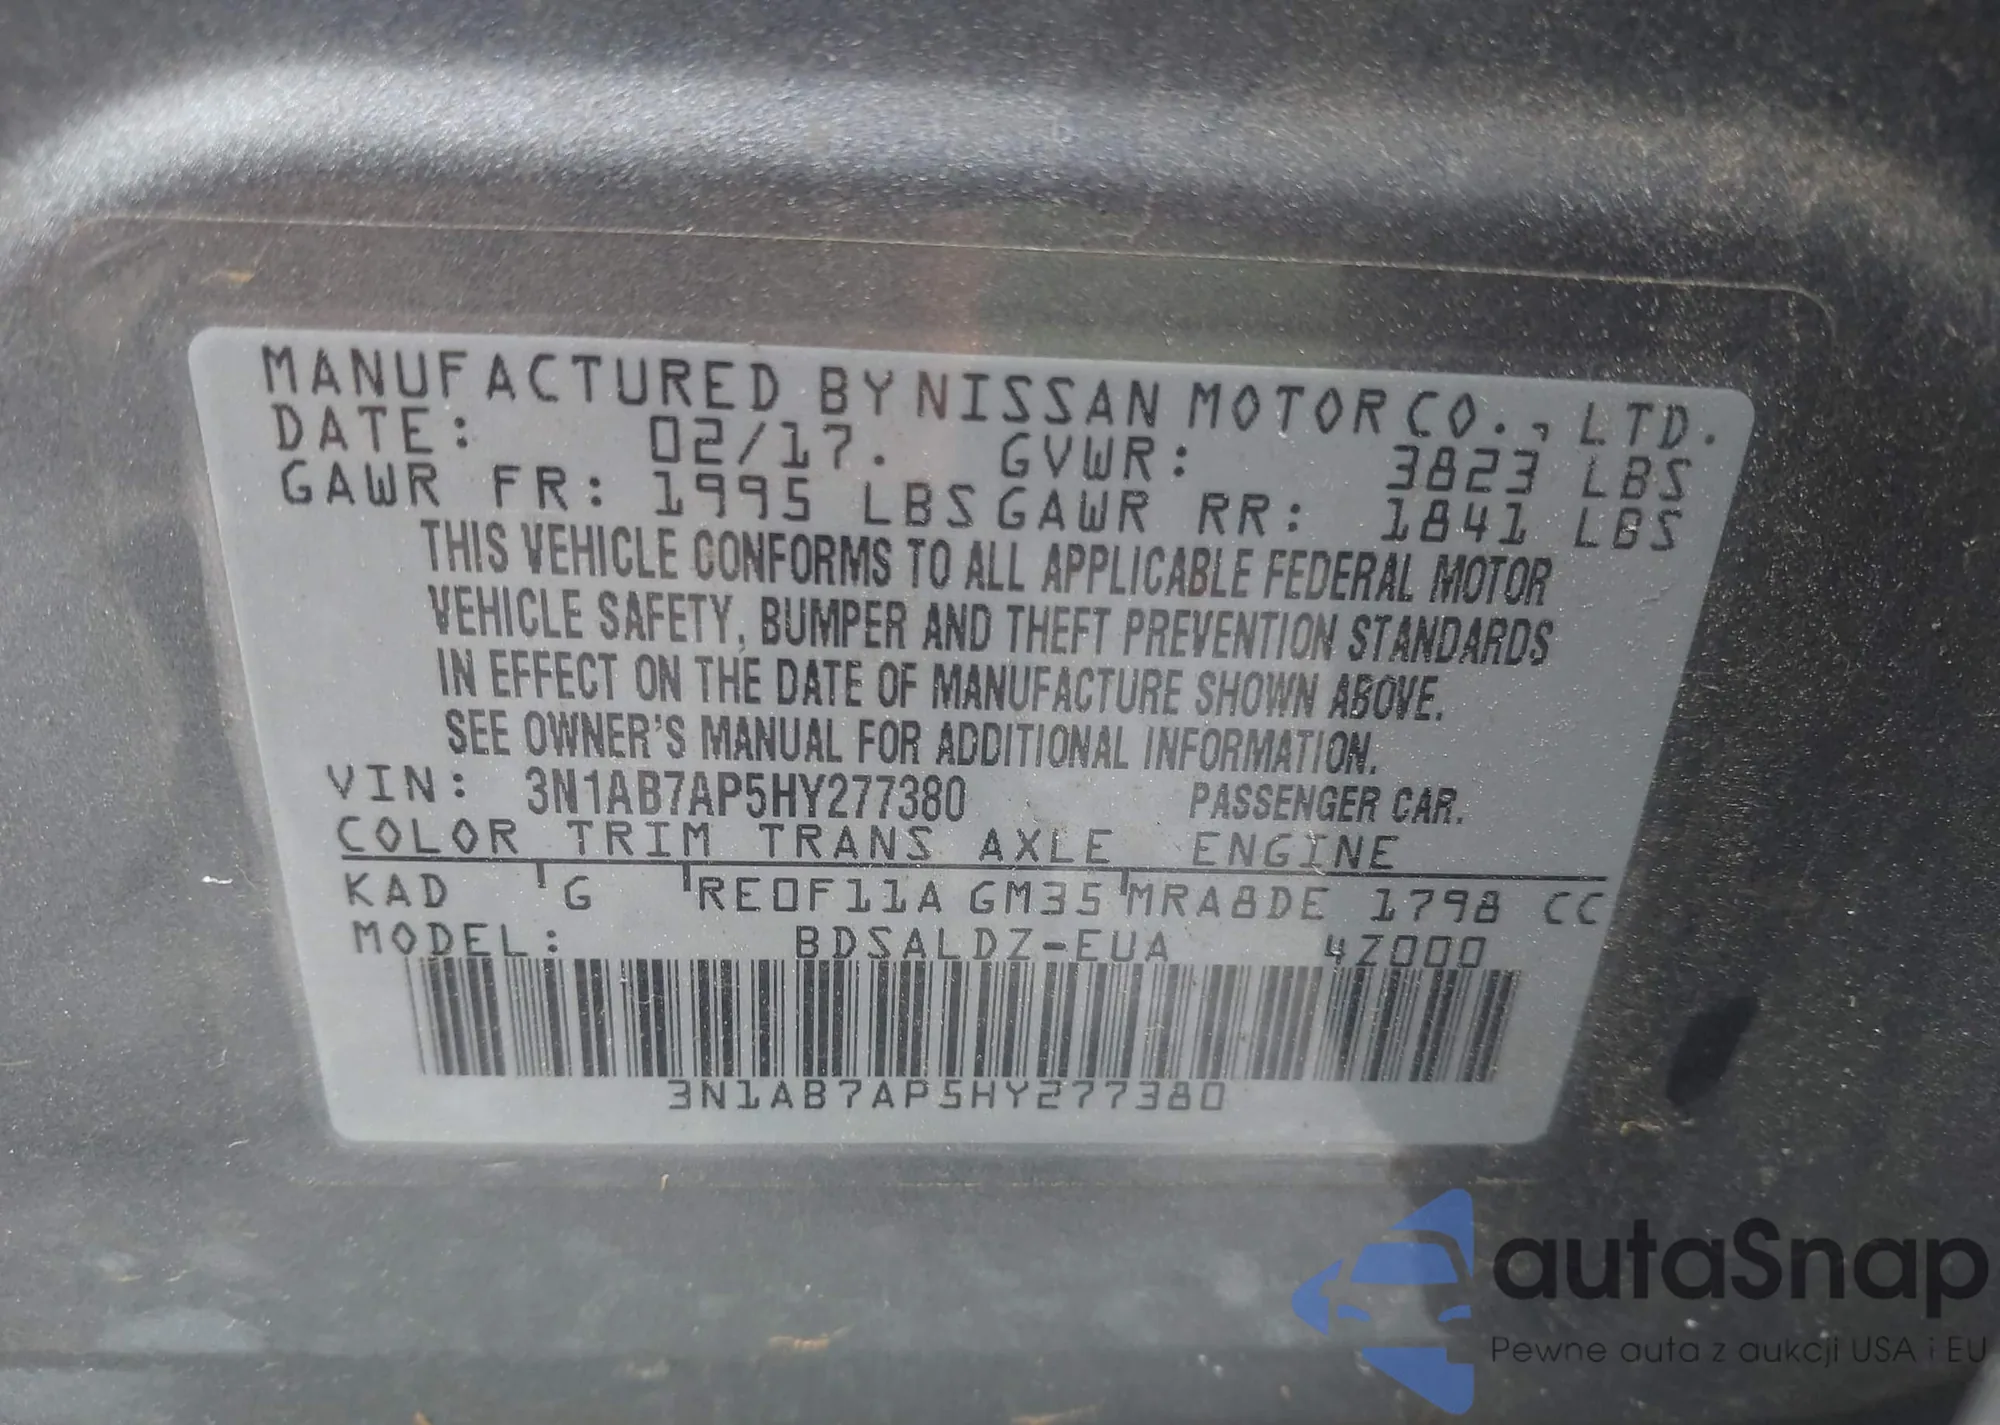 MANUFACTURED BY NISSAN MOTOR CO., LTD.
DATE: 02/17. GVWR: 3823 LBS
GAWR FR: 1995 LBS GAWR RR: 1841 LBS
THIS VEHICLE CONFORMS TO ALL APPLICABLE FEDERAL MOTOR
VEHICLE SAFETY, BUMPER AND THEFT PREVENTION STANDARDS
IN EFFECT ON THE DATE OF MANUFACTURE SHOWN ABOVE.
SEE OWNER'S MANUAL FOR ADDITIONAL INFORMATION.
VIN: 3N1AB7AP5HY277380 PASSENGER CAR.
COLOR TRIM TRANS AXLE ENGINE
KAD G RE0F11A GM35 MRA8DE 1798 CC
MODEL: BDSALDZ-EUA 4Z000
3N1AB7AP5HY277380
autaSnap
Pewne auta z aukcji USA i EU